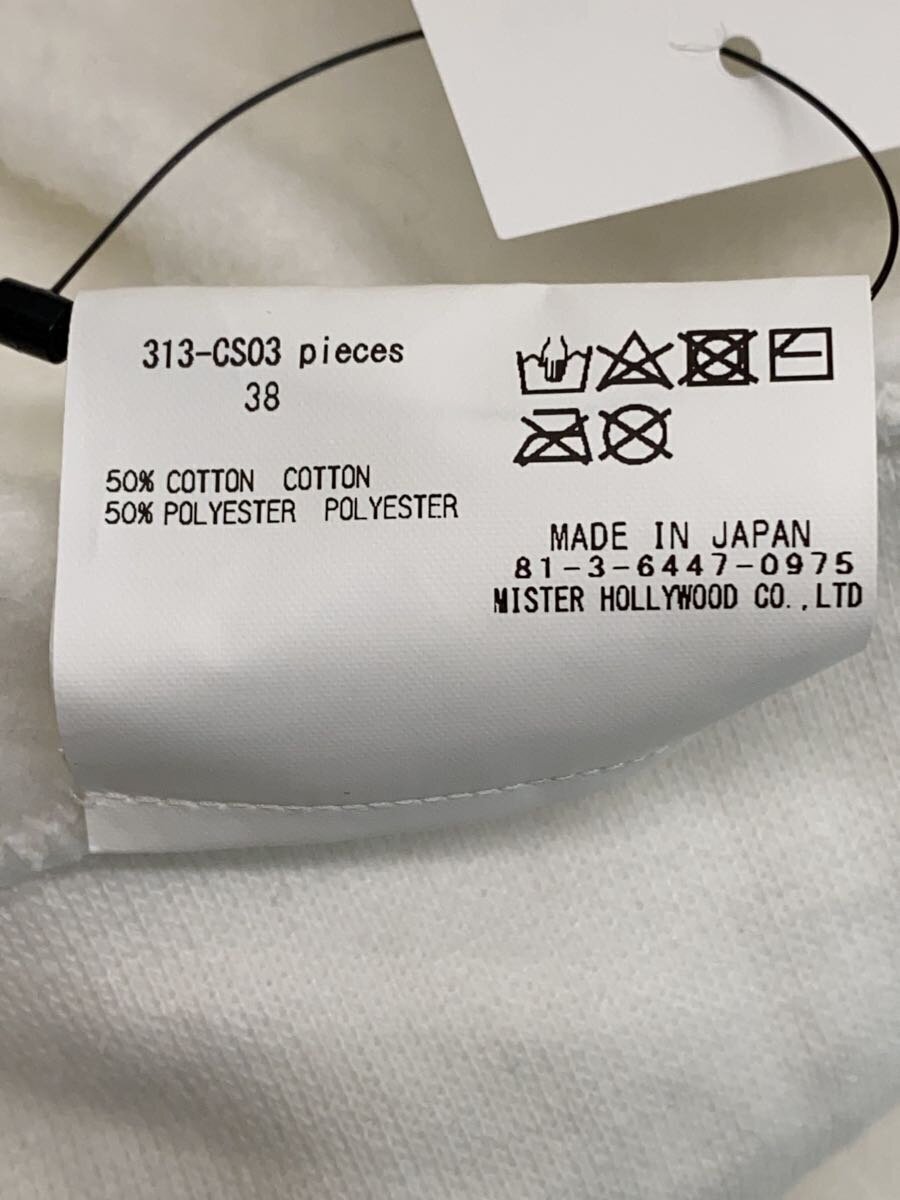 313-CS03 pieces
38
50% COTTON COTTON
50% POLYESTER POLYESTER
MADE IN JAPAN
81-3-6447-0975
MISTER HOLLYWOOD CO.,LTD